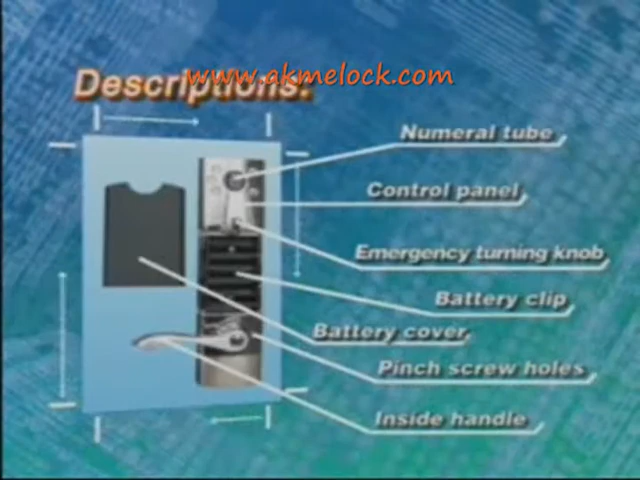 Descriptions:
www.akmelock.com
Numeral tube
Control panel
Emergency turning knob
Battery clip
Battery cover
Pinch screw holes
Inside handle